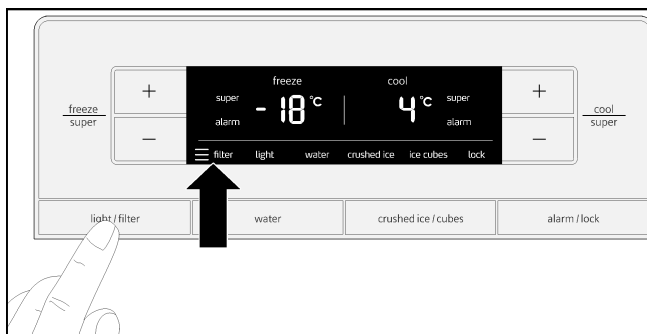 freeze cool
super super
- 18 °C 4 °C
alarm alarm
filter light water crushed ice ice cubes lock
freeze
super
+
–
+
–
cool
super
light / filter water crushed ice / cubes alarm / lock